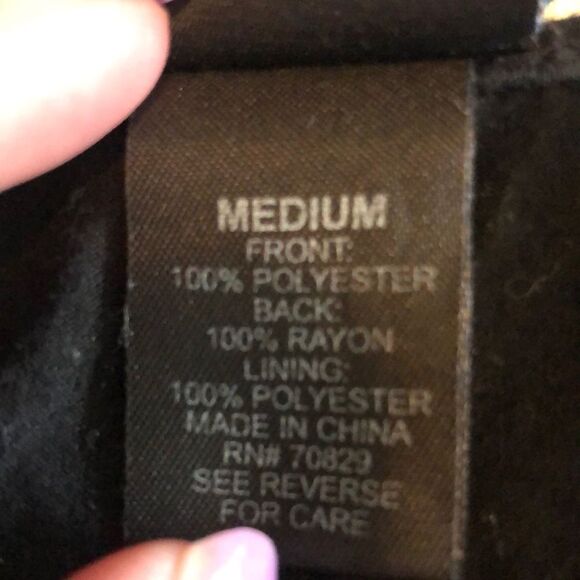 MEDIUM
FRONT:
100% POLYESTER
BACK:
100% RAYON
LINING:
100% POLYESTER
MADE IN CHINA
RN# 70829
SEE REVERSE
FOR CARE